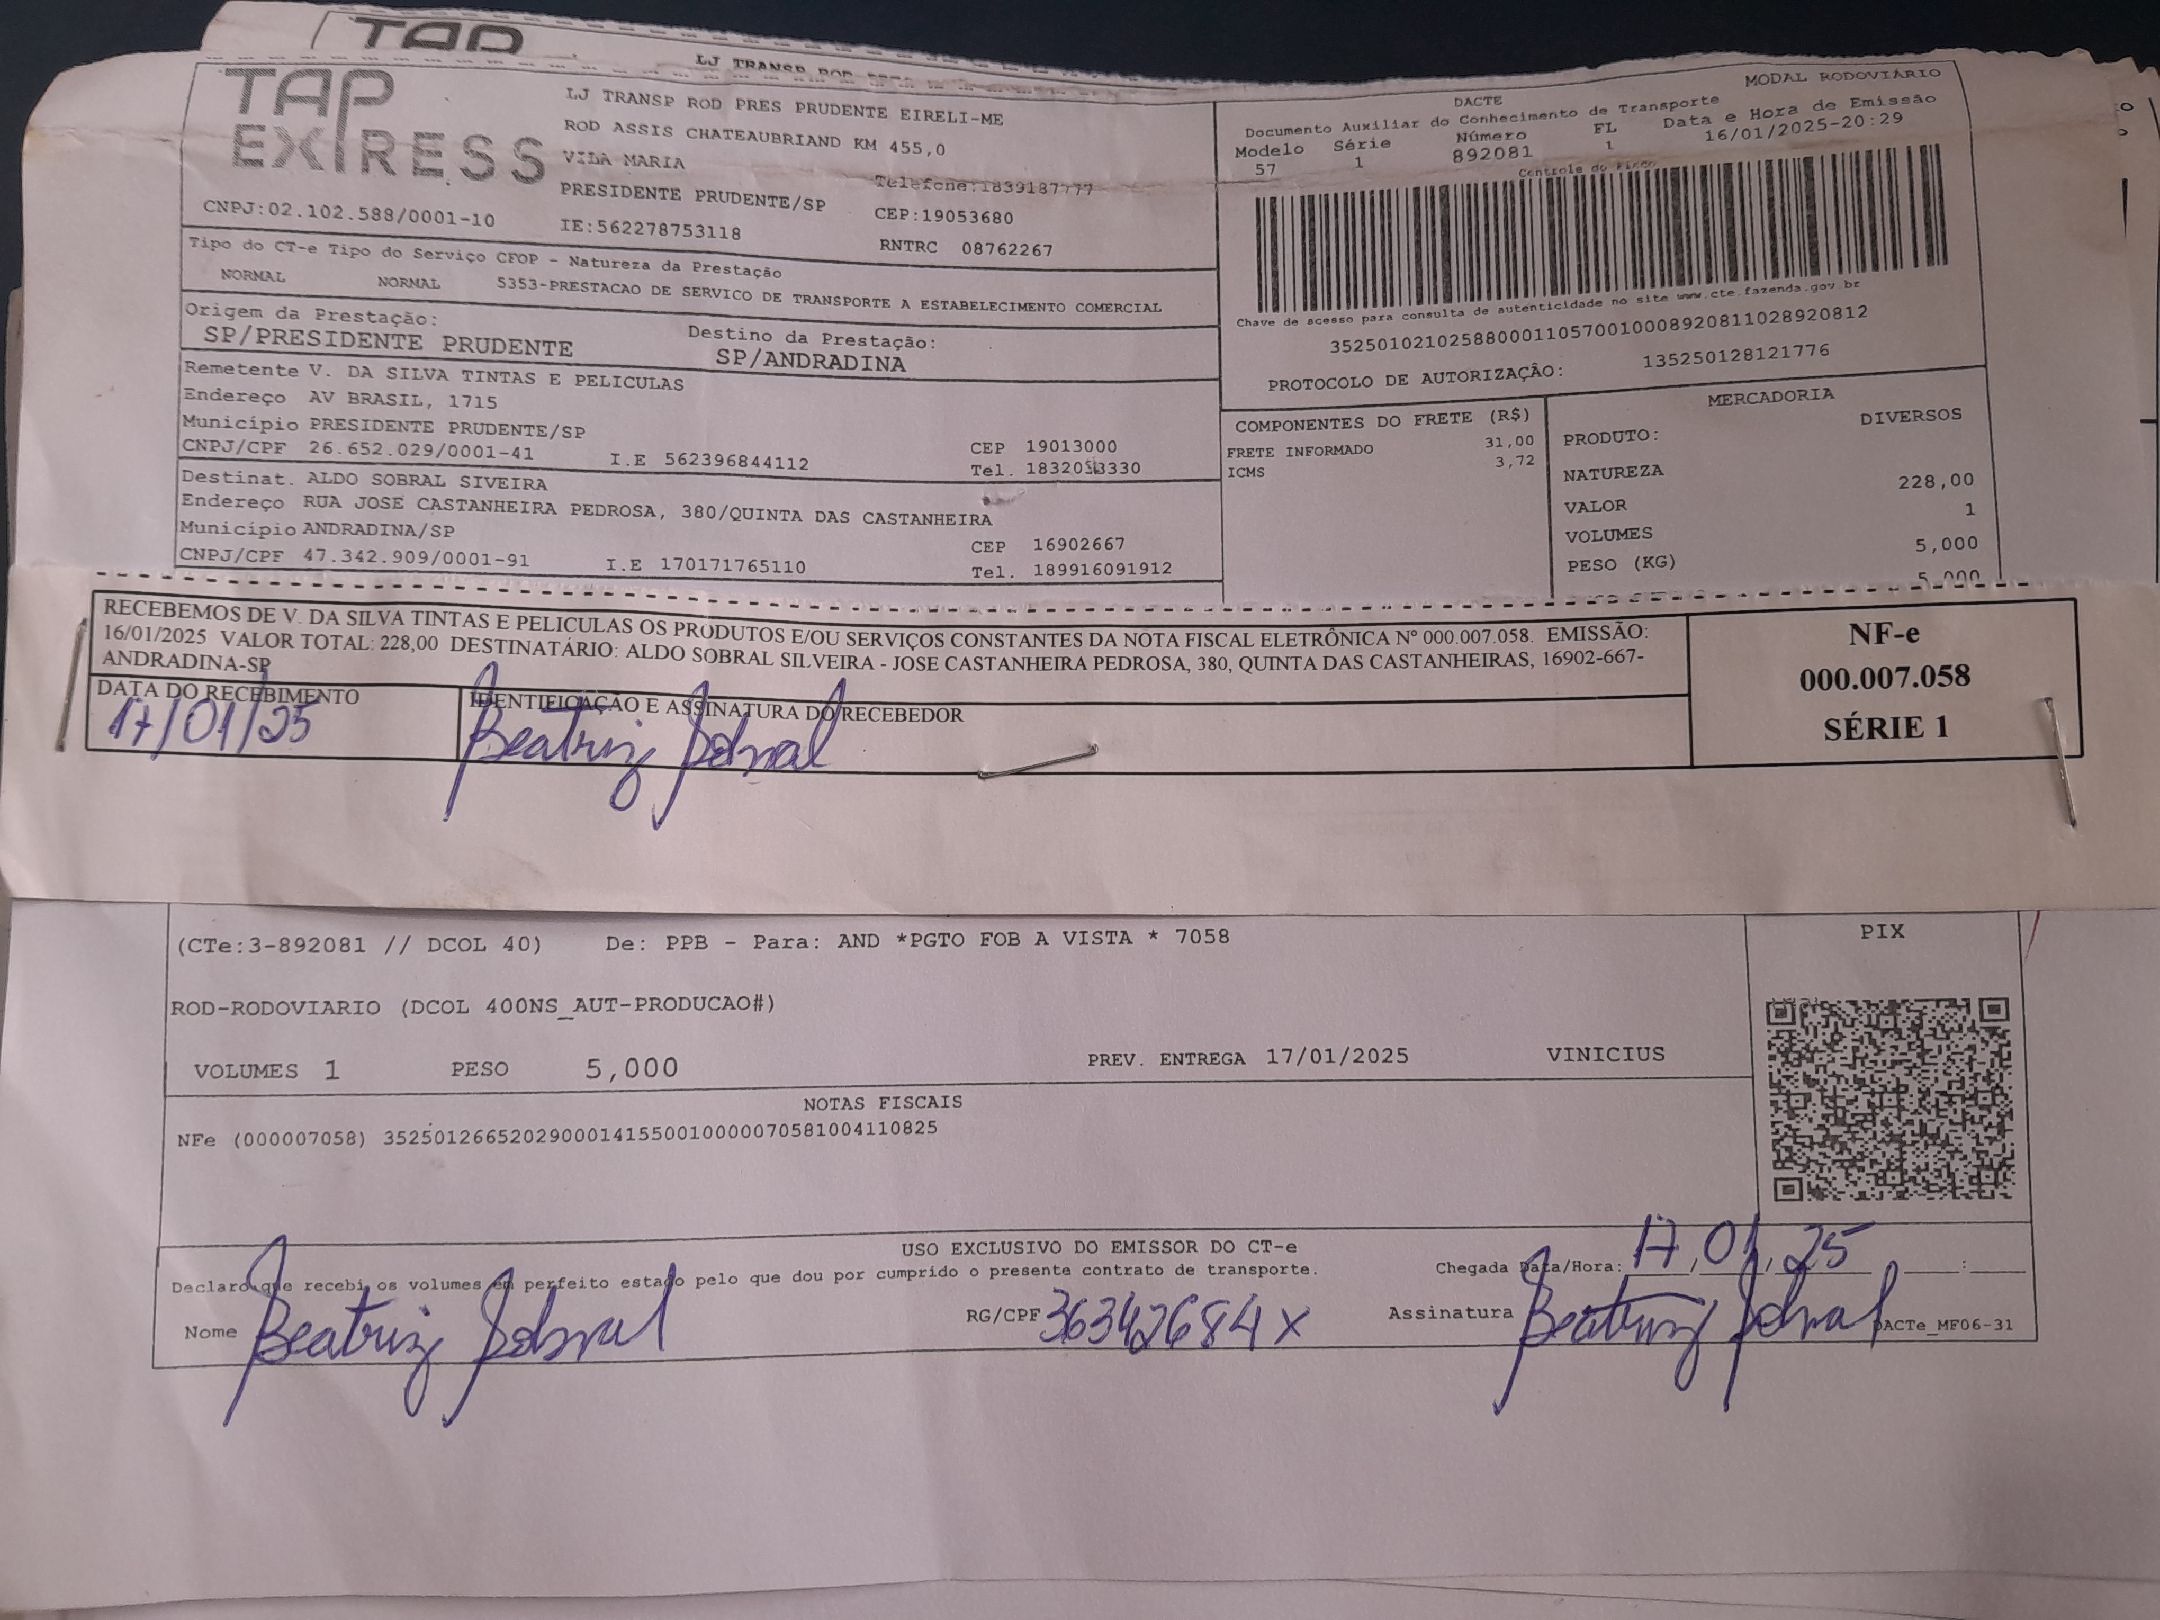 TAP
LJ TRANSP ROD
TAP EXPRESS
LJ TRANSP ROD PRES PRUDENTE EIRELI-ME
ROD ASSIS CHATEAUBRIAND KM 455,0
VILA MARIA
Telefone:1839187777
PRESIDENTE PRUDENTE/SP
CEP:19053680
CNPJ:02.102.588/0001-10
IE:562278753118
RNTRC 08762267
MODAL RODOVIÁRIO
DACTE
Documento Auxiliar do Conhecimento de Transporte
Modelo Série Número FL Data e Hora de Emissão
57 1 892081 1 16/01/2025-20:29
Controle do Fisco
Chave de acesso para consulta de autenticidade no site www.cte.fazenda.gov.br
35250102102588000110570010008920811028920812
PROTOCOLO DE AUTORIZAÇÃO: 135250128121776
Tipo do CT-e Tipo do Serviço CFOP - Natureza da Prestação
NORMAL NORMAL 5353-PRESTACAO DE SERVICO DE TRANSPORTE A ESTABELECIMENTO COMERCIAL
Origem da Prestação: Destino da Prestação:
SP/PRESIDENTE PRUDENTE SP/ANDRADINA
Remetente V. DA SILVA TINTAS E PELICULAS
Endereço AV BRASIL, 1715
Município PRESIDENTE PRUDENTE/SP
CEP 19013000
CNPJ/CPF 26.652.029/0001-41 I.E 562396844112
Tel.
Destinat. ALDO SOBRAL SIVEIRA
Endereço RUA JOSE CASTANHEIRA PEDROSA, 380/QUINTA DAS CASTANHEIRA
Município ANDRADINA/SP
CEP 16902667
CNPJ/CPF 47.342.909/0001-91 I.E 170171765110
Tel. 189916091912
COMPONENTES DO FRETE (R$)
FRETE INFORMADO 31,00
ICMS 3,72
MERCADORIA
PRODUTO: DIVERSOS
NATUREZA
VALOR 228,00
VOLUMES 1
PESO (KG) 5,000
5,000
RECEBEMOS DE V. DA SILVA TINTAS E PELICULAS OS PRODUTOS E/OU SERVIÇOS CONSTANTES DA NOTA FISCAL ELETRÔNICA Nº 000.007.058. EMISSÃO:
16/01/2025 VALOR TOTAL: 228,00 DESTINATÁRIO: ALDO SOBRAL SILVEIRA - JOSE CASTANHEIRA PEDROSA, 380, QUINTA DAS CASTANHEIRAS, 16902-667-
ANDRADINA-SP
DATA DO RECEBIMENTO
17/01/25
IDENTIFICAÇÃO E ASSINATURA DO RECEBEDOR
Beatriz Sobral
NF-e
000.007.058
SÉRIE 1
(CTe:3-892081 // DCOL 40) De: PPB - Para: AND *PGTO FOB A VISTA * 7058
PIX
ROD-RODOVIARIO (DCOL 400NS_AUT-PRODUCAO#)
VOLUMES 1 PESO 5,000 PREV. ENTREGA 17/01/2025 VINICIUS
NOTAS FISCAIS
NFe (000007058) 35250126652029000141550010000070581004110825
USO EXCLUSIVO DO EMISSOR DO CT-e
Declaro que recebi os volumes em perfeito estado pelo que dou por cumprido o presente contrato de transporte.
Chegada Data/Hora: 17/01/25 :
Nome Beatriz Sobral
RG/CPF 36342684X
Assinatura Beatriz Sobral
DACTe_MF06-31